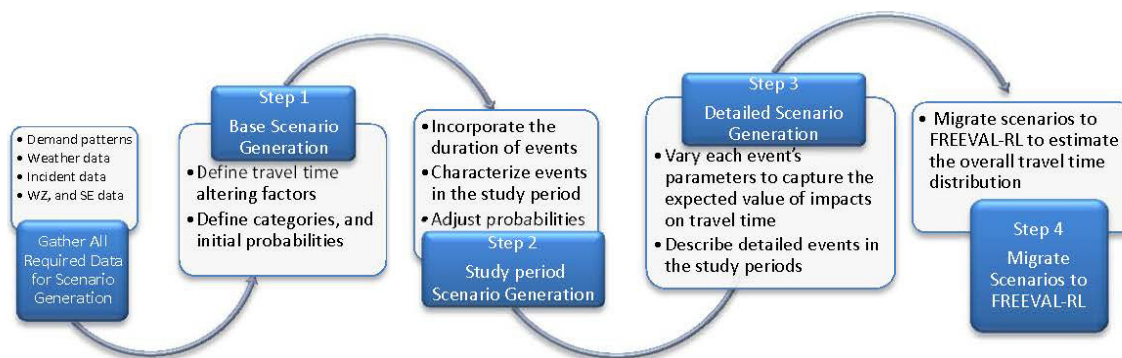 • Demand patterns
• Weather data
• Incident data
• WZ, and SE data
Gather All
Required Data
for Scenario
Generation
Step 1
Base Scenario
Generation
• Define travel time
altering factors
• Define categories, and
initial probabilities
• Incorporate the
duration of events
• Characterize events
in the study period
• Adjust probabilities
Step 2
Study period
Scenario Generation
Step 3
Detailed Scenario
Generation
• Vary each event's
parameters to capture the
expected value of impacts
on travel time
• Describe detailed events in
the study periods
• Migrate scenarios to
FREEVAL-RL to estimate
the overall travel time
distribution
Step 4
Migrate
Scenarios to
FREEVAL-RL